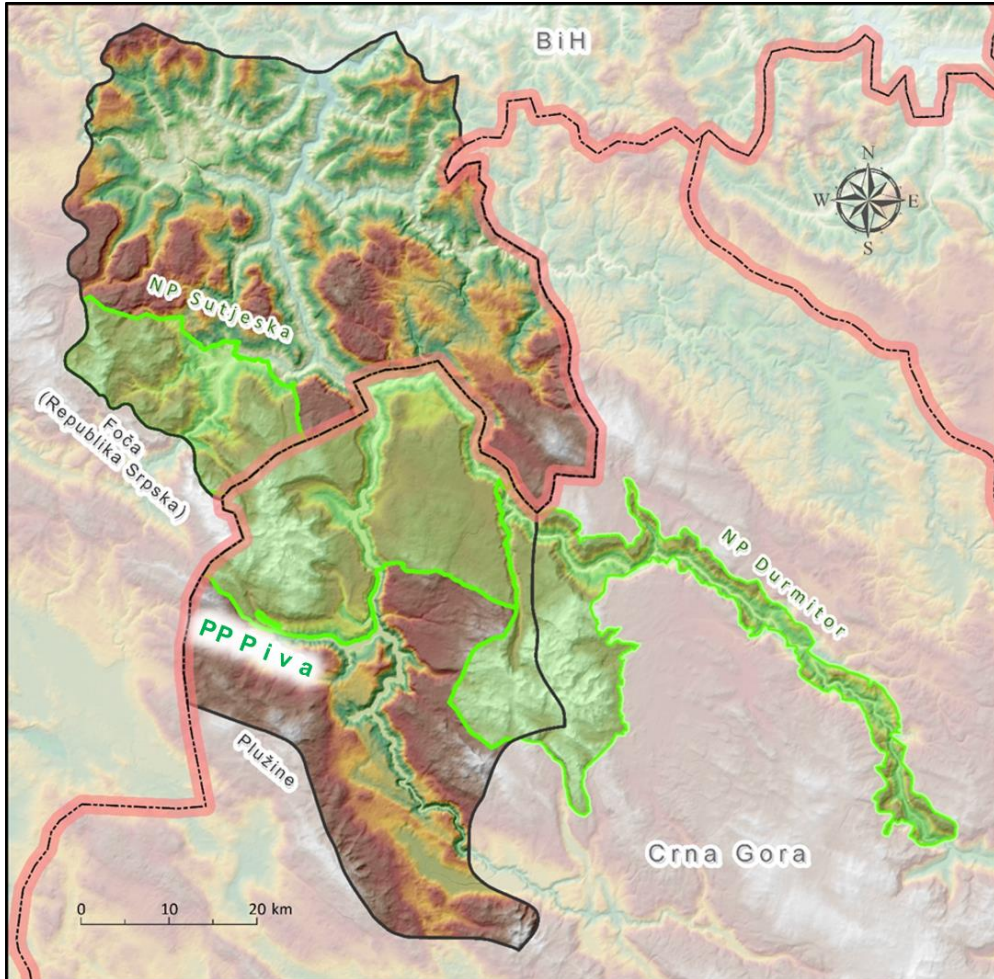 BiH
N
W E
S
NP Sutjeska
Foča
(Republika Srpska)
NP Durmitor
PP Piva
Plužine
Crna Gora
0 10 20 km